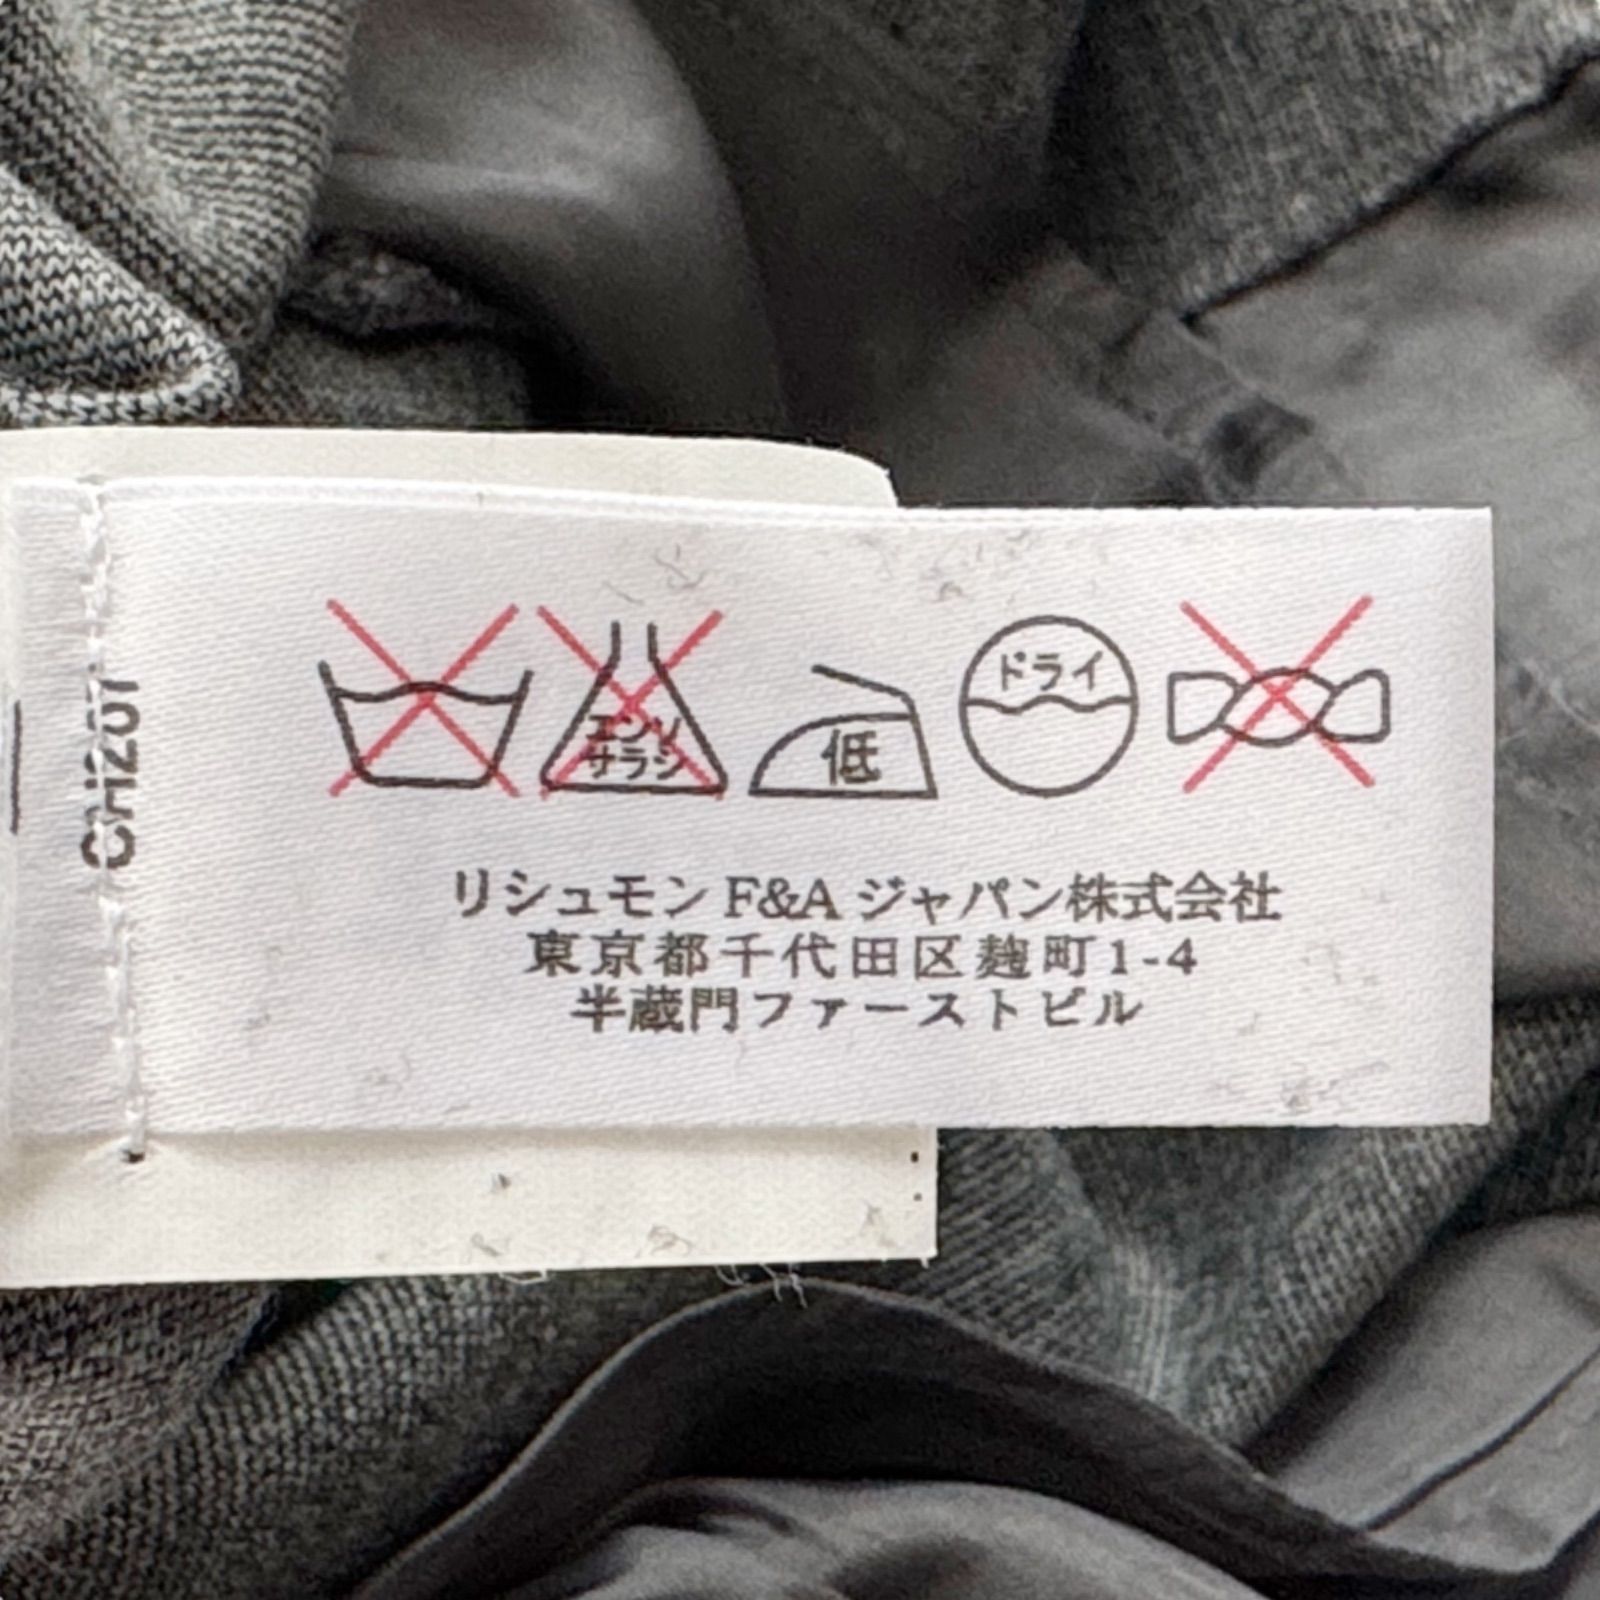 エンソ
サラシ
低
ドライ
リシュモン F&A ジャパン株式会社
東京都千代田区麹町1-4
半蔵門ファーストビル